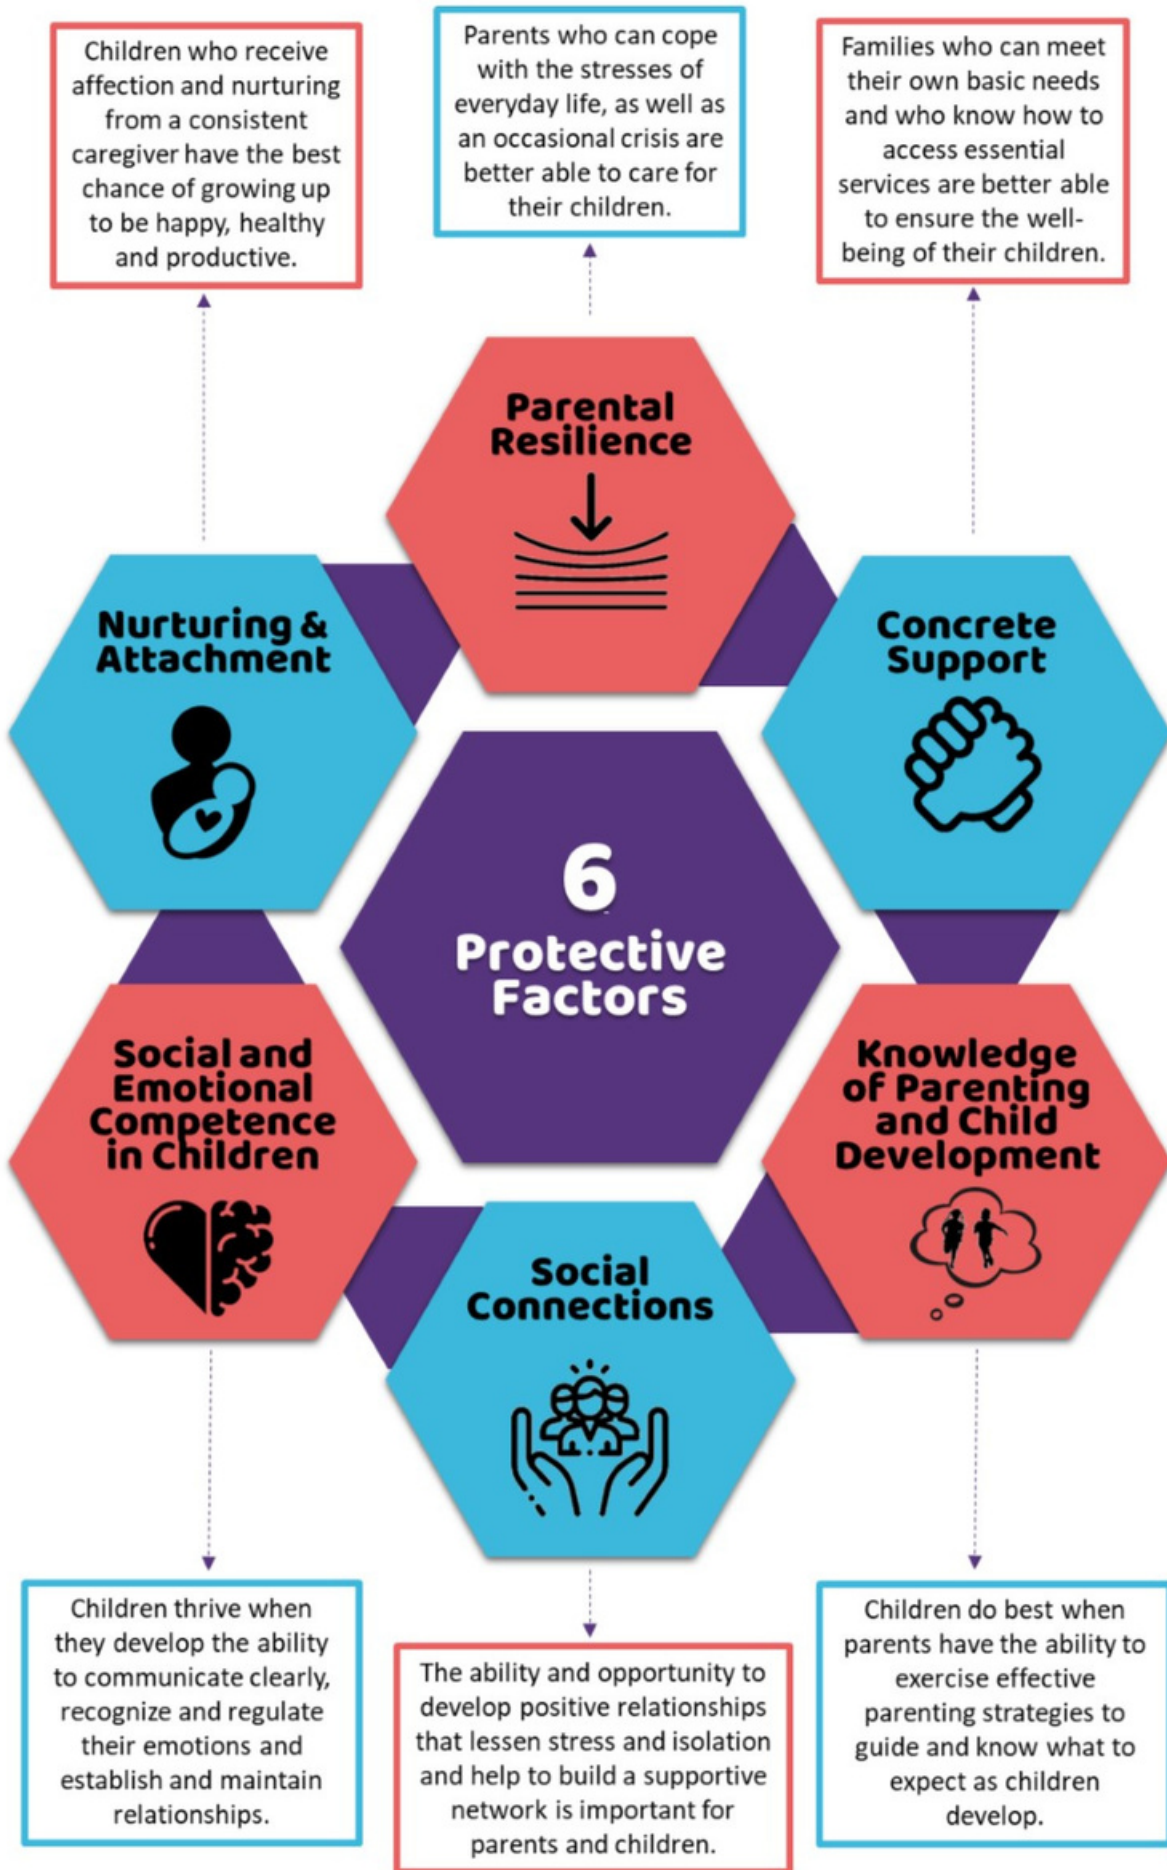 Children who receive
affection and nurturing
from a consistent
caregiver have the best
chance of growing up
to be happy, healthy
and productive.
Parents who can cope
with the stresses of
everyday life, as well as
an occasional crisis are
better able to care for
their children.
Families who can meet
their own basic needs
and who know how to
access essential
services are better able
to ensure the well-
being of their children.
Parental
Resilience
Nurturing &
Attachment
Concrete
Support
6
Protective
Factors
Social and
Emotional
Competence
in Children
Knowledge
of Parenting
and Child
Development
Social
Connections
Children thrive when
they develop the ability
to communicate clearly,
recognize and regulate
their emotions and
establish and maintain
relationships.
The ability and opportunity to
develop positive relationships
that lessen stress and isolation
and help to build a supportive
network is important for
parents and children.
Children do best when
parents have the ability to
exercise effective
parenting strategies to
guide and know what to
expect as children
develop.